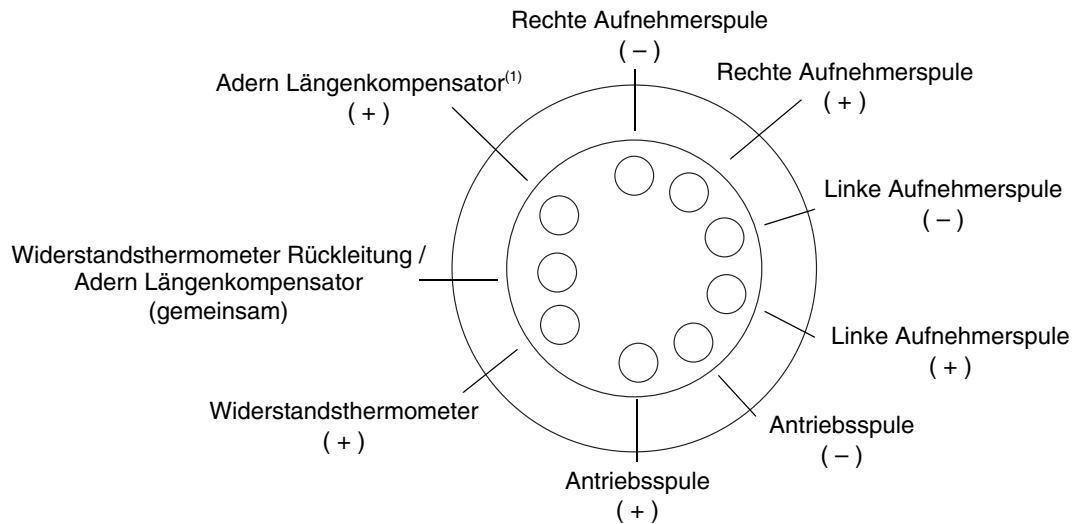 Rechte Aufnehmerspule
( – )
Rechte Aufnehmerspule
( + )
Adern Längenkompensator(1)
( + )
Linke Aufnehmerspule
( – )
Widerstandsthermometer Rückleitung /
Adern Längenkompensator
(gemeinsam)
Linke Aufnehmerspule
( + )
Widerstandsthermometer
( + )
Antriebsspule
( – )
Antriebsspule
( + )